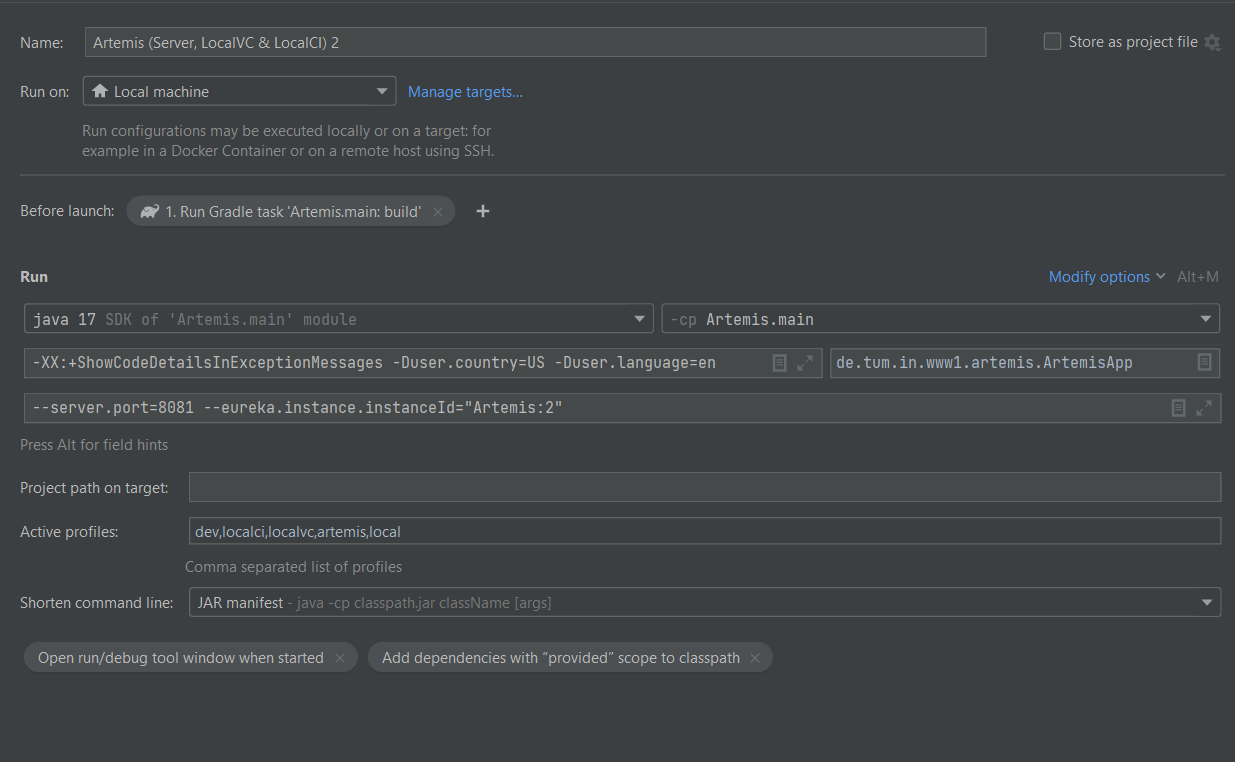 Name: Artemis (Server, LocalVC & LocalCI) 2 Store as project file
Run on: Local machine Manage targets...
Run configurations may be executed locally or on a target: for
example in a Docker Container or on a remote host using SSH.
Before launch: 1. Run Gradle task 'Artemis.main: build'
Run Modify options Alt+M
java 17 SDK of 'Artemis.main' module -cp Artemis.main
-XX:+ShowCodeDetailsInExceptionMessages -Duser.country=US -Duser.language=en de.tum.in.www1.artemis.ArtemisApp
--server.port=8081 --eureka.instance.instanceId="Artemis:2"
Press Alt for field hints
Project path on target:
Active profiles: dev,localci,localvc,artemis,local
Comma separated list of profiles
Shorten command line: JAR manifest - java -cp classpath.jar className [args]
Open run/debug tool window when started Add dependencies with “provided” scope to classpath